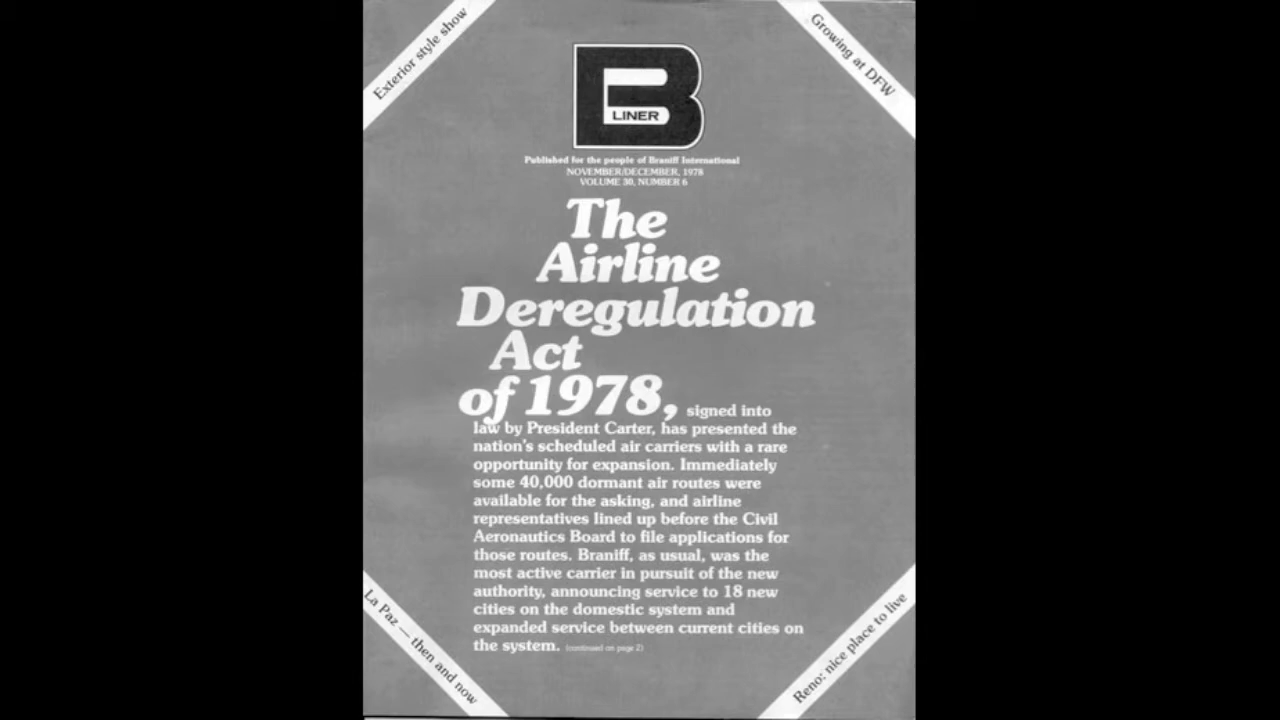 Exterior style show
Growing at DFW
B
LINER
Published for the people of Braniff International
NOVEMBER/DECEMBER, 1978
VOLUME 30, NUMBER 6
The
Airline
Deregulation
Act
of 1978, signed into
law by President Carter, has presented the
nation's scheduled air carriers with a rare
opportunity for expansion. Immediately
some 40,000 dormant air routes were
available for the asking, and airline
representatives lined up before the Civil
Aeronautics Board to file applications for
those routes. Braniff, as usual, was the
most active carrier in pursuit of the new
authority, announcing service to 18 new
cities on the domestic system and
expanded service between current cities on
the system. (continued on page 2)
La Paz — then and now
Reno: nice place to live